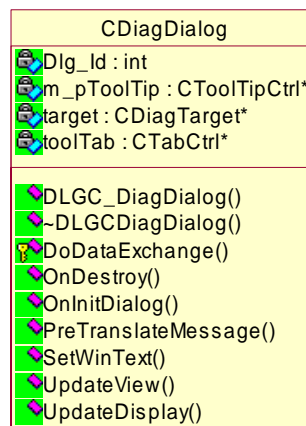 CDiagDialog
Dlg_Id : int
m_pToolTip : CToolTipCtrl*
target : CDiagTarget*
toolTab : CTabCtrl*
DLGC_DiagDialog()
~DLGCDiagDialog()
DoDataExchange()
OnDestroy()
OnInitDialog()
PreTranslateMessage()
SetWinText()
UpdateView()
UpdateDisplay()